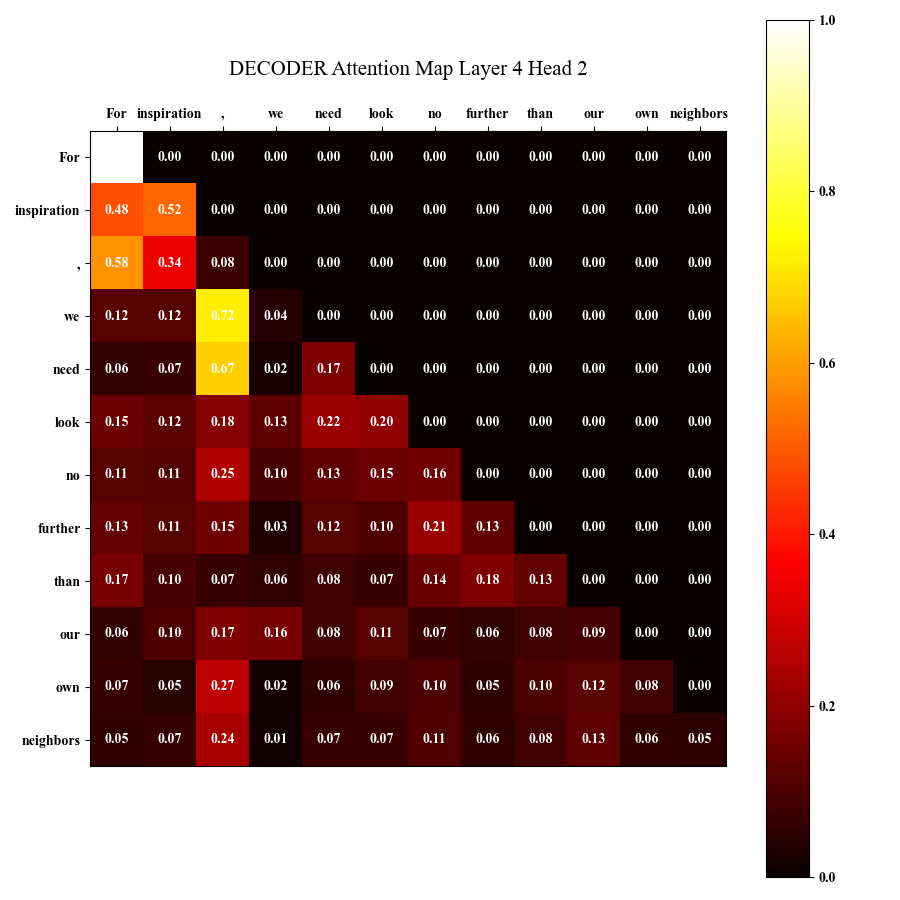 DECODER Attention Map Layer 4 Head 2
For inspiration , we need look no further than our own neighbors
For 0.00 0.00 0.00 0.00 0.00 0.00 0.00 0.00 0.00 0.00 0.00
inspiration 0.48 0.52 0.00 0.00 0.00 0.00 0.00 0.00 0.00 0.00 0.00 0.00
, 0.58 0.34 0.08 0.00 0.00 0.00 0.00 0.00 0.00 0.00 0.00 0.00
we 0.12 0.12 0.72 0.04 0.00 0.00 0.00 0.00 0.00 0.00 0.00 0.00
need 0.06 0.07 0.67 0.02 0.17 0.00 0.00 0.00 0.00 0.00 0.00 0.00
look 0.15 0.12 0.18 0.13 0.22 0.20 0.00 0.00 0.00 0.00 0.00 0.00
no 0.11 0.11 0.25 0.10 0.13 0.15 0.16 0.00 0.00 0.00 0.00 0.00
further 0.13 0.11 0.15 0.03 0.12 0.10 0.21 0.13 0.00 0.00 0.00 0.00
than 0.17 0.10 0.07 0.06 0.08 0.07 0.14 0.18 0.13 0.00 0.00 0.00
our 0.06 0.10 0.17 0.16 0.08 0.11 0.07 0.06 0.08 0.09 0.00 0.00
own 0.07 0.05 0.27 0.02 0.06 0.09 0.10 0.05 0.10 0.12 0.08 0.00
neighbors 0.05 0.07 0.24 0.01 0.07 0.07 0.11 0.06 0.08 0.13 0.06 0.05
1.0
0.8
0.6
0.4
0.2
0.0